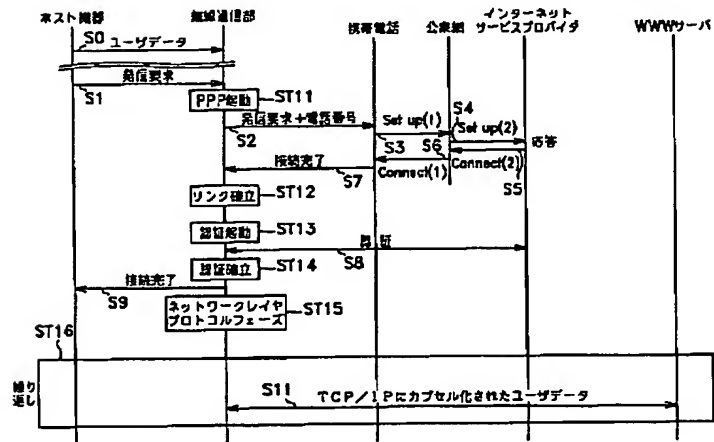 ホスト機器
無線通信部
携帯電話
公衆網
インターネット
サービスプロバイダ
WWWサーバ
S0
ユーザデータ
発信要求
S1
PPP起動
ST11
発信要求+電話番号
S2
Set up(1)
S3
S4
Set up(2)
応答
S6
Connect(1)
Connect(2)
S5
接続完了
S7
リンク確立
ST12
認証起動
ST13
認証
S8
認証確立
ST14
接続完了
S9
ネットワークレイヤ
プロトコルフェーズ
ST15
ST16
繰り
返し
S11
TCP/IPにカプセル化されたユーザデータ